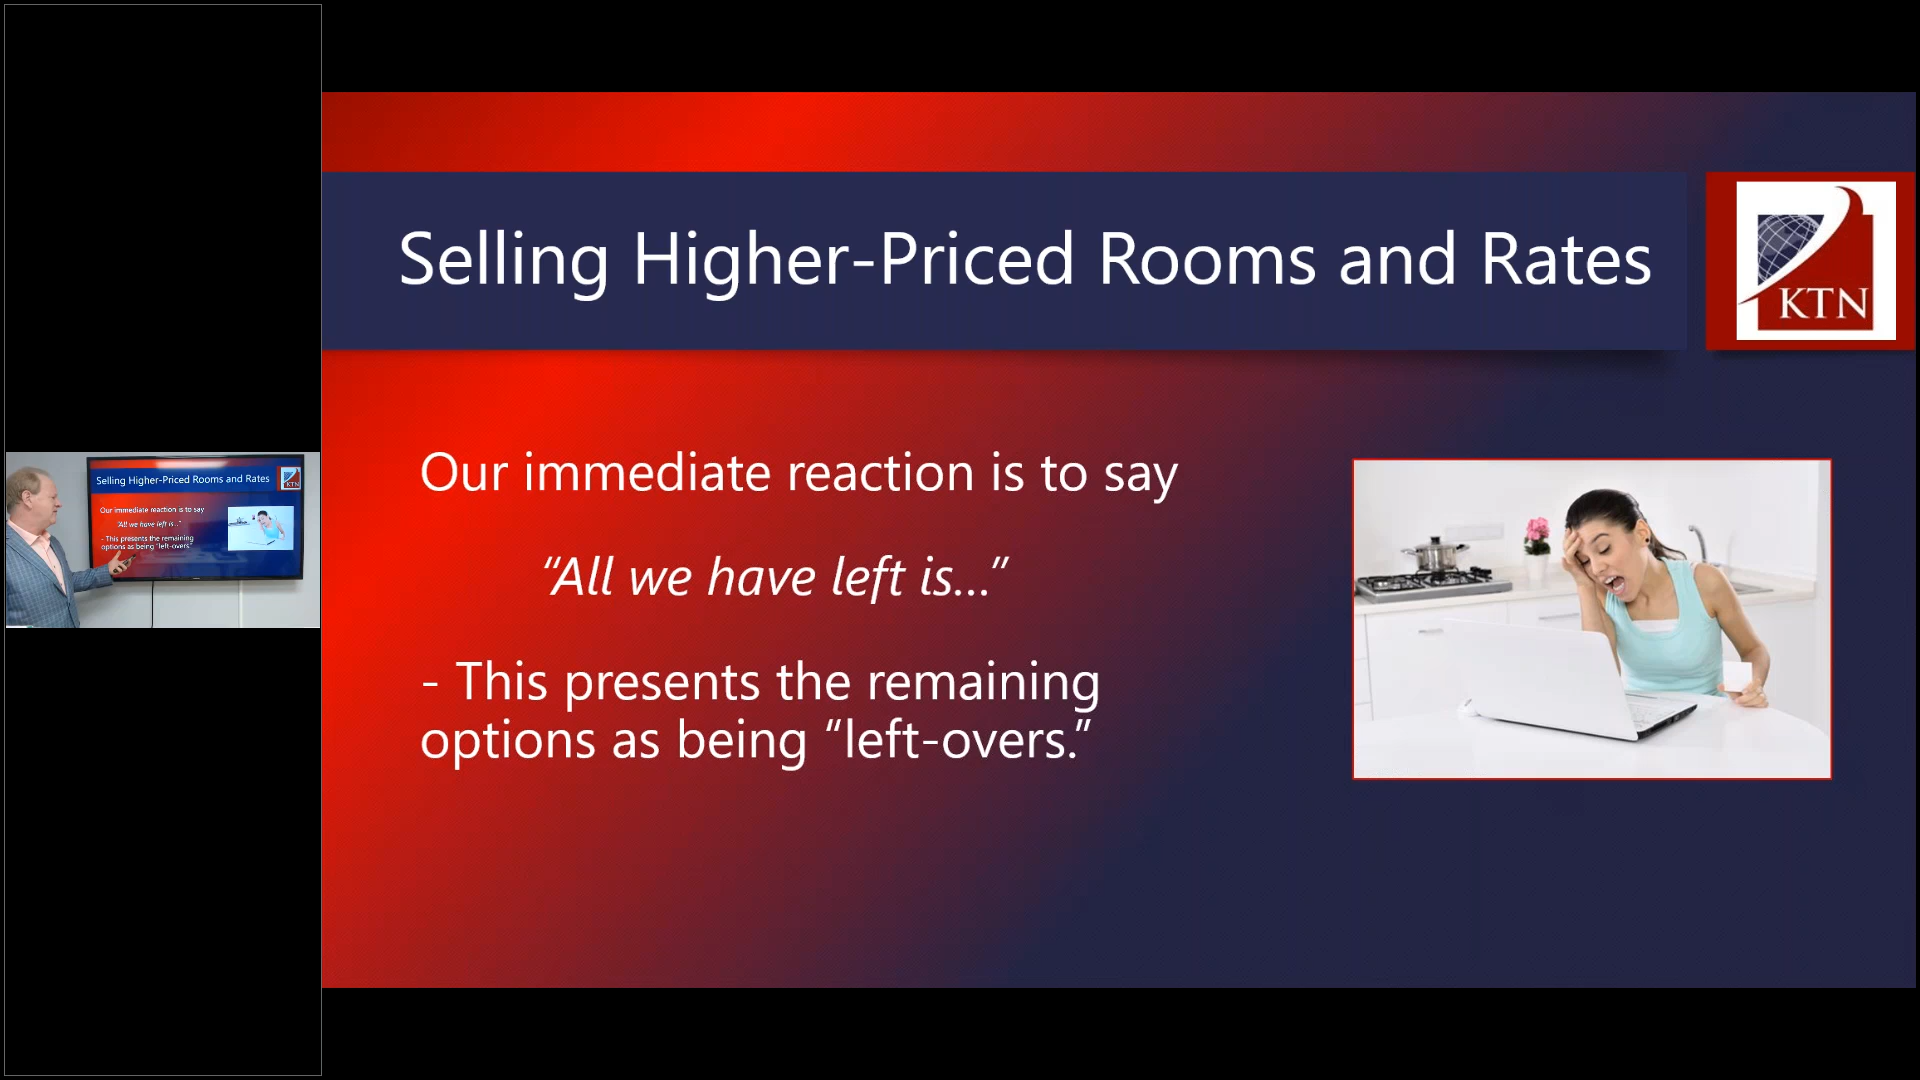 Selling Higher-Priced Rooms and Rates
KTN
Our immediate reaction is to say
“All we have left is...”
- This presents the remaining
options as being “left-overs.”
Selling Higher-Priced Rooms and Rates
KTN
Our immediate reaction is to say
“All we have left is...”
- This presents the remaining
options as being “left-overs.”